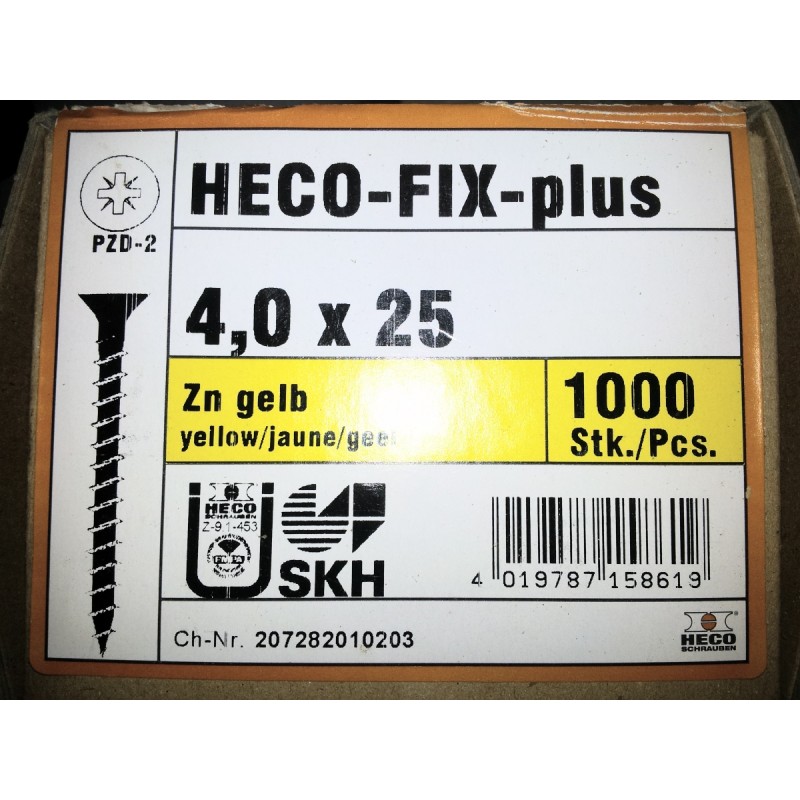 HECO-FIX-plus
PZD-2
4,0 x 25
Zn gelb
yellow/jaune/geel
1000
Stk./Pcs.
HECO
SCHRAUBEN
Z-9.1-453
SKH
4 019787 158619
Ch-Nr. 207282010203
HECO
SCHRAUBEN